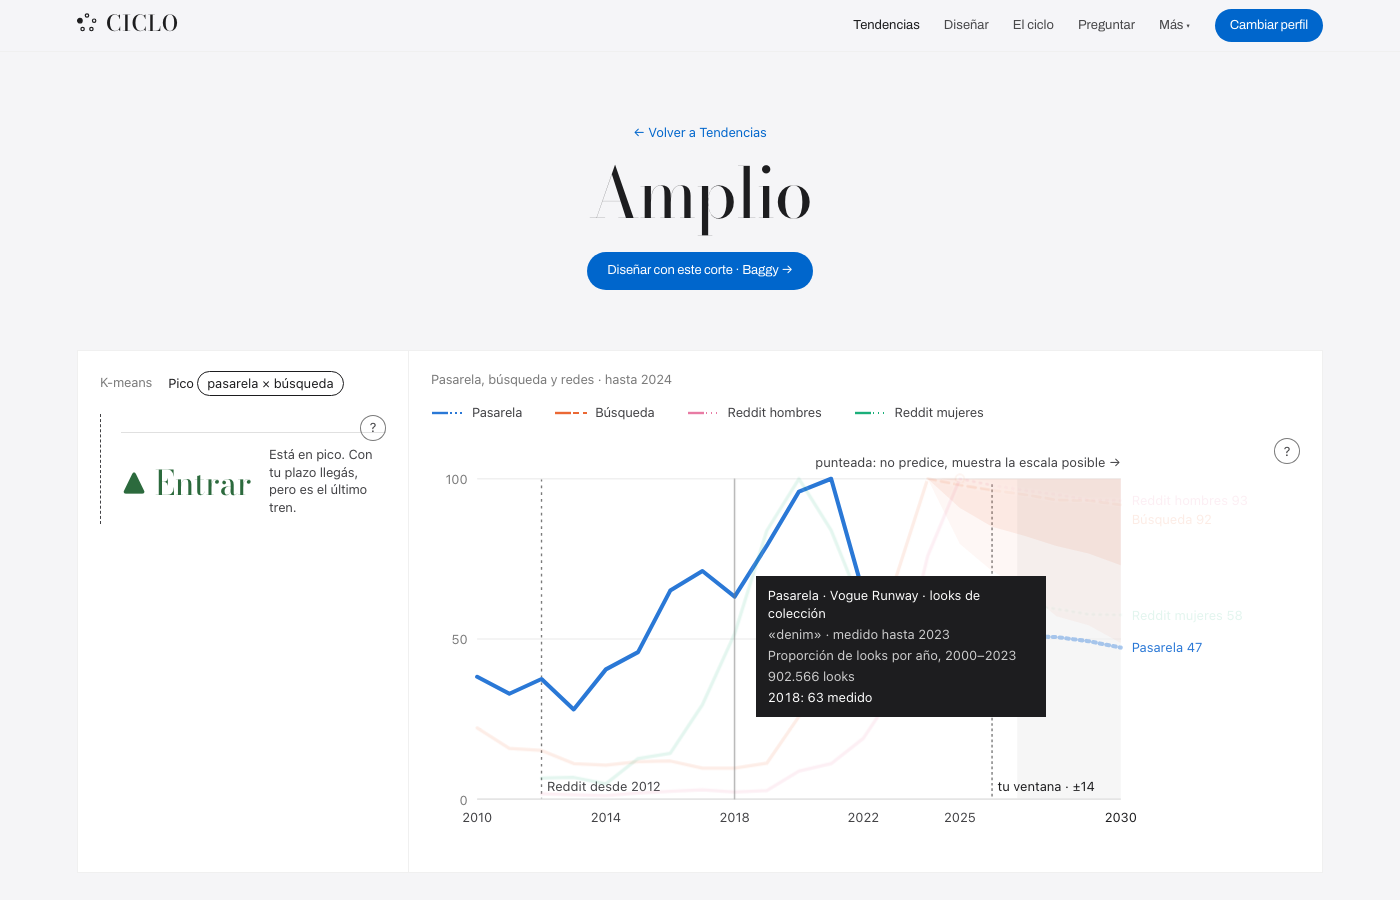 CICLO
Tendencias
Diseñar
El ciclo
Preguntar
Más
Cambiar perfil
← Volver a Tendencias
Amplio
Diseñar con este corte · Baggy →
K-means
Pico pasarela × búsqueda
?
▲ Entrar
Está en pico. Con
tu plazo llegás,
pero es el último
tren.
Pasarela, búsqueda y redes · hasta 2024
Pasarela
Búsqueda
Reddit hombres
Reddit mujeres
?
punteada: no predice, muestra la escala posible →
100
50
0
Reddit hombres 93
Búsqueda 92
Reddit mujeres 58
Pasarela 47
Pasarela · Vogue Runway · looks de
colección
«denim» · medido hasta 2023
Proporción de looks por año, 2000–2023
902.566 looks
2018: 63 medido
Reddit desde 2012
tu ventana · ±14
2010
2014
2018
2022
2025
2030